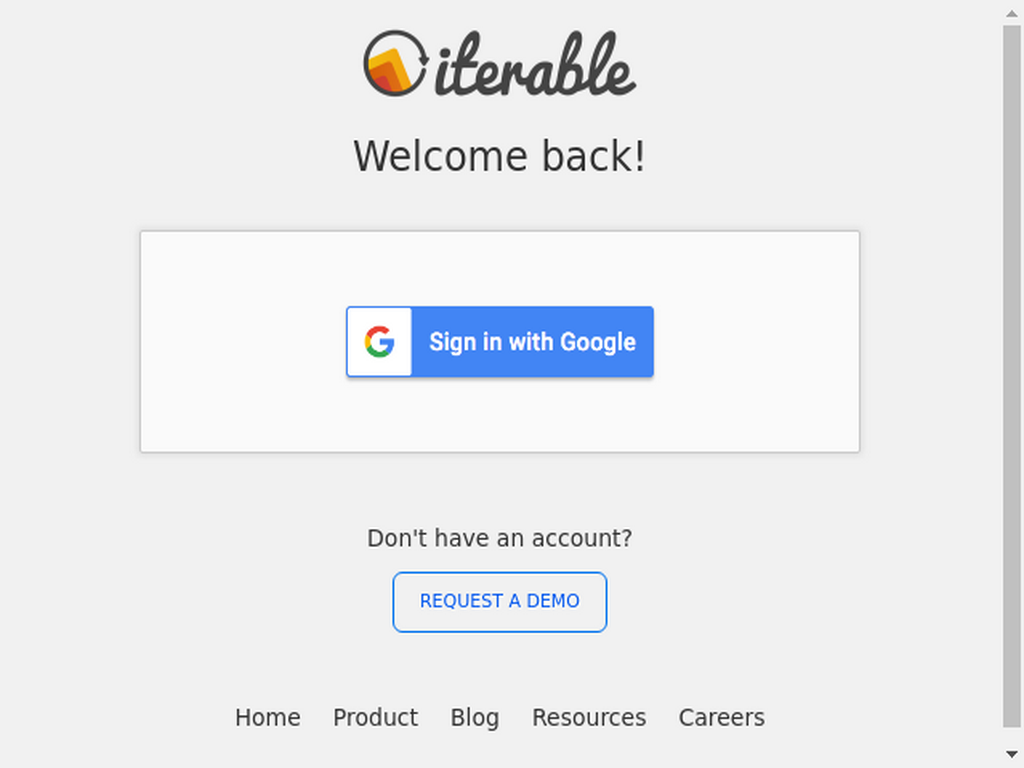 iterable
Welcome back!
Sign in with Google
Don't have an account?
REQUEST A DEMO
Home Product Blog Resources Careers